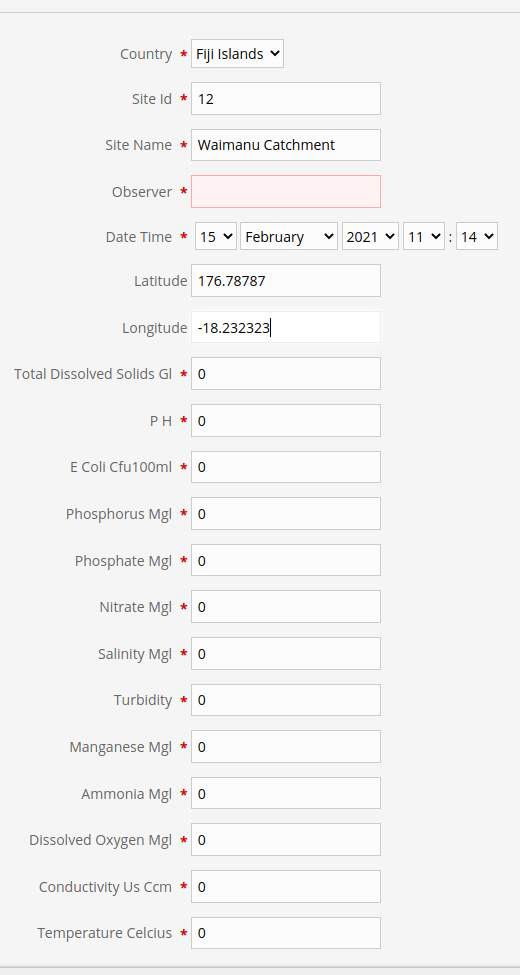 Country * Fiji Islands
Site Id * 12
Site Name * Waimanu Catchment
Observer *
Date Time * 15 February 2021 11 : 14
Latitude 176.78787
Longitude -18.232323
Total Dissolved Solids Gl * 0
P H * 0
E Coli Cfu100ml * 0
Phosphorus Mgl * 0
Phosphate Mgl * 0
Nitrate Mgl * 0
Salinity Mgl * 0
Turbidity * 0
Manganese Mgl * 0
Ammonia Mgl * 0
Dissolved Oxygen Mgl * 0
Conductivity Us Ccm * 0
Temperature Celcius * 0